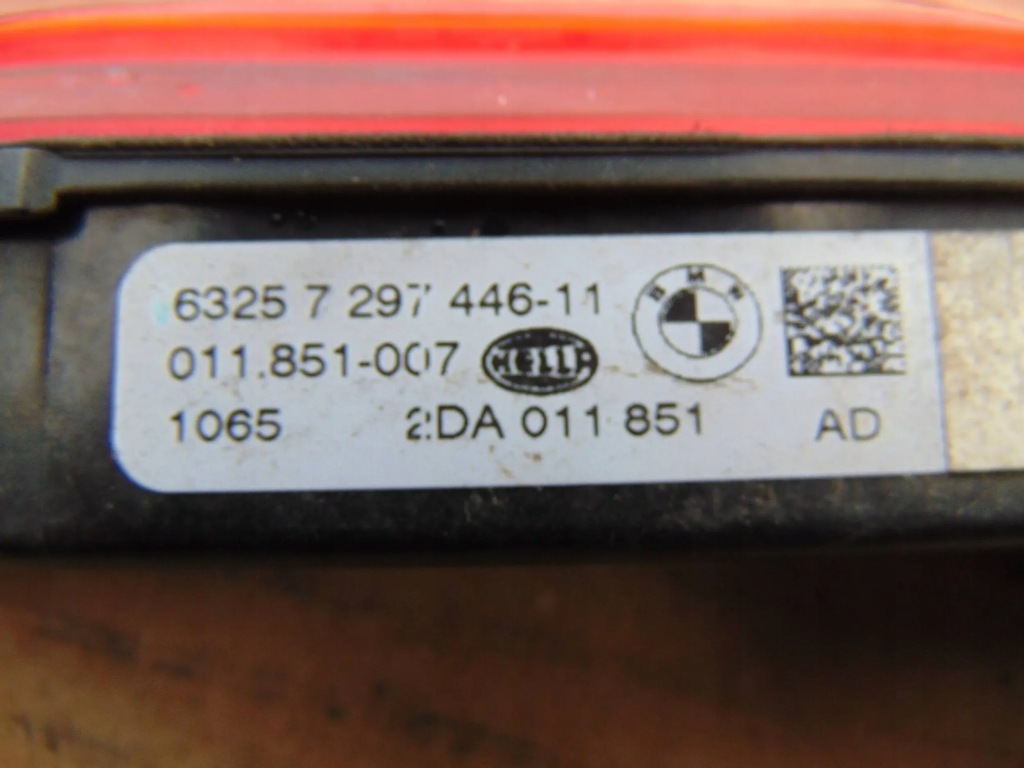 6325 7 297 446-11
BMW
011.851-007 HELLA
1065 2DA 011 851 AD